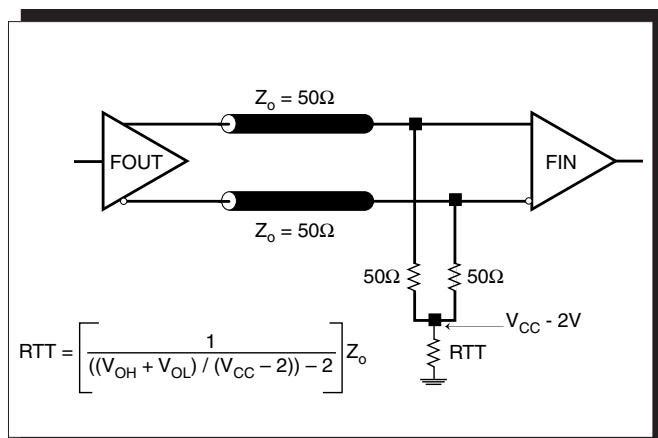 Zo = 50Ω
FOUT
FIN
Zo = 50Ω
50Ω
50Ω
VCC - 2V
RTT
RTT = [ 1 / ((VOH + VOL) / (VCC – 2)) – 2 ] Zo